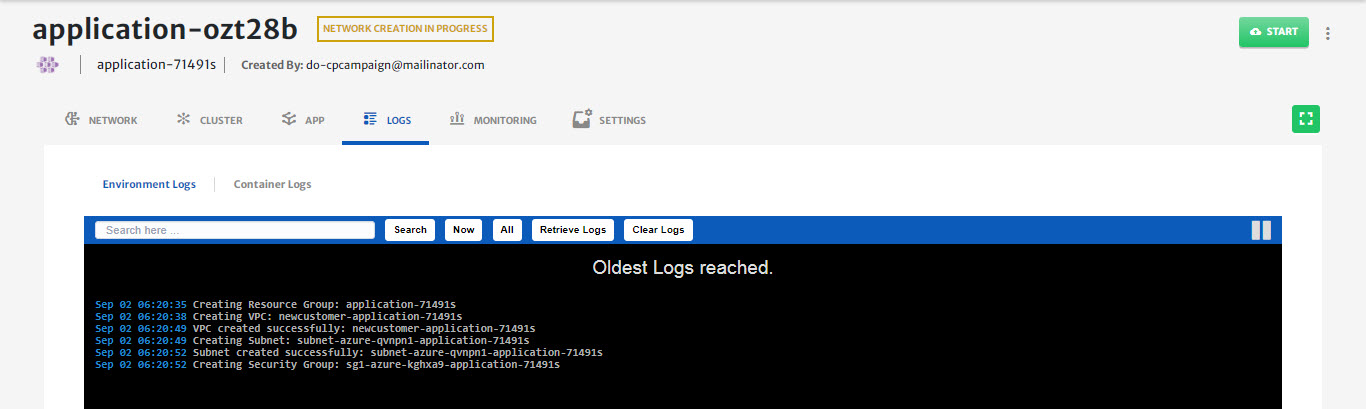 application-ozt28b NETWORK CREATION IN PROGRESS START
application-71491s Created By: do-cpcampaign@mailinator.com
NETWORK CLUSTER APP LOGS MONITORING SETTINGS
Environment Logs Container Logs
Search here ... Search Now All Retrieve Logs Clear Logs
Oldest Logs reached.
Sep 02 06:20:35 Creating Resource Group: application-71491s
Sep 02 06:20:38 Creating VPC: newcustomer-application-71491s
Sep 02 06:20:49 VPC created successfully: newcustomer-application-71491s
Sep 02 06:20:49 Creating Subnet: subnet-azure-qvnpn1-application-71491s
Sep 02 06:20:52 Subnet created successfully: subnet-azure-qvnpn1-application-71491s
Sep 02 06:20:52 Creating Security Group: sg1-azure-kghxa9-application-71491s